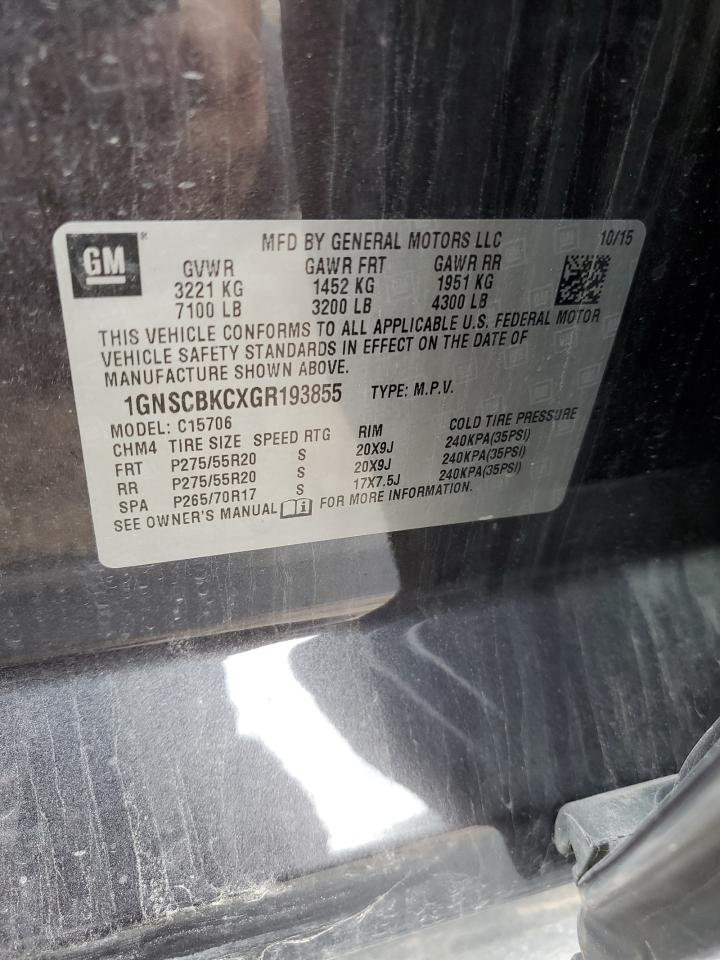 GM
MFD BY GENERAL MOTORS LLC 10/15
GVWR GAWR FRT GAWR RR
3221 KG 1452 KG 1951 KG
7100 LB 3200 LB 4300 LB
THIS VEHICLE CONFORMS TO ALL APPLICABLE U.S. FEDERAL MOTOR
VEHICLE SAFETY STANDARDS IN EFFECT ON THE DATE OF
MANUFACTURE SHOWN ABOVE.
1GNSCBKCXGR193855 TYPE: M.P.V.
MODEL: C15706
CHM4 TIRE SIZE SPEED RTG RIM COLD TIRE PRESSURE
FRT P275/55R20 S 20X9J 240KPA(35PSI)
RR P275/55R20 S 20X9J 240KPA(35PSI)
SPA P265/70R17 S 17X7.5J 240KPA(35PSI)
SEE OWNER'S MANUAL i FOR MORE INFORMATION.